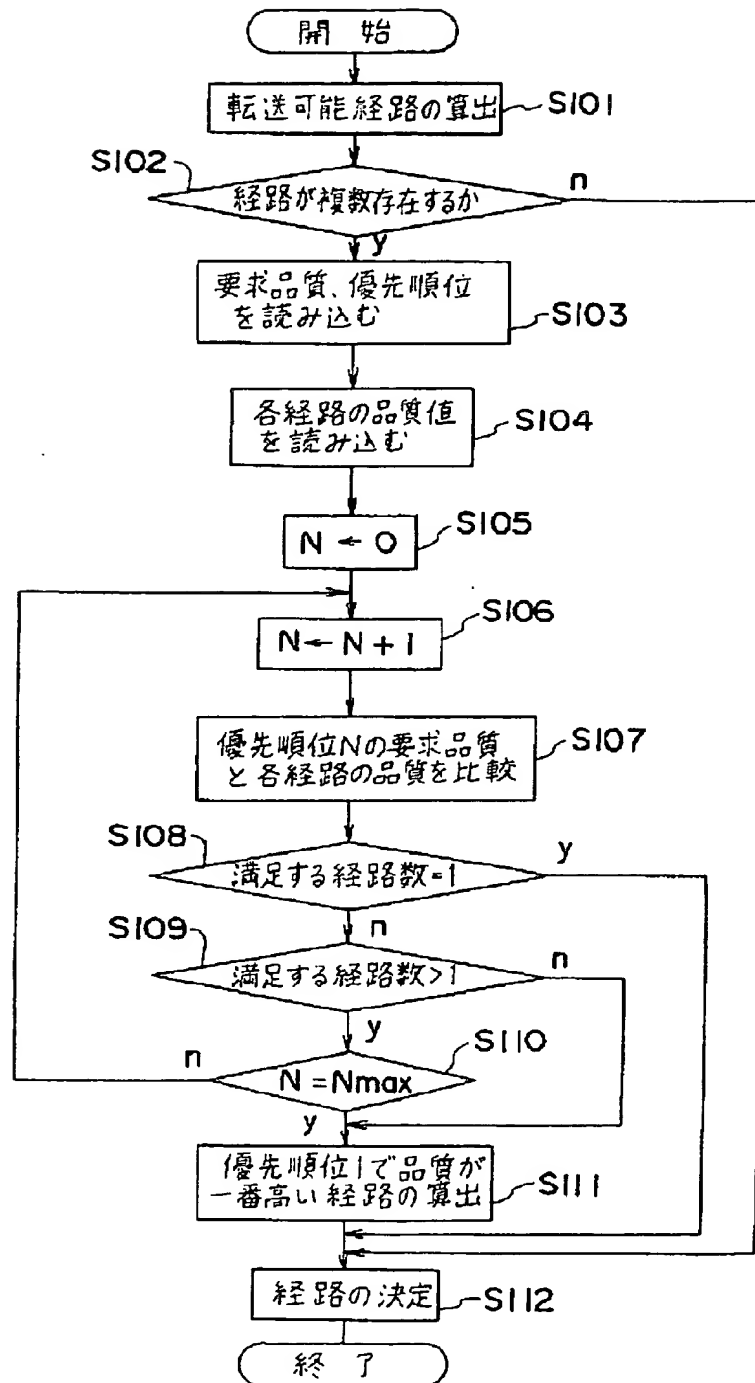 開始
転送可能経路の算出
S101
S102
経路が複数存在するか
n
y
要求品質、優先順位
を読み込む
S103
各経路の品質値
を読み込む
S104
N ← 0
S105
N ← N + 1
S106
優先順位Nの要求品質
と各経路の品質を比較
S107
S108
満足する経路数=1
y
n
S109
満足する経路数>1
n
y
S110
n
N = Nmax
y
優先順位1で品質が
一番高い経路の算出
S111
経路の決定
S112
終了